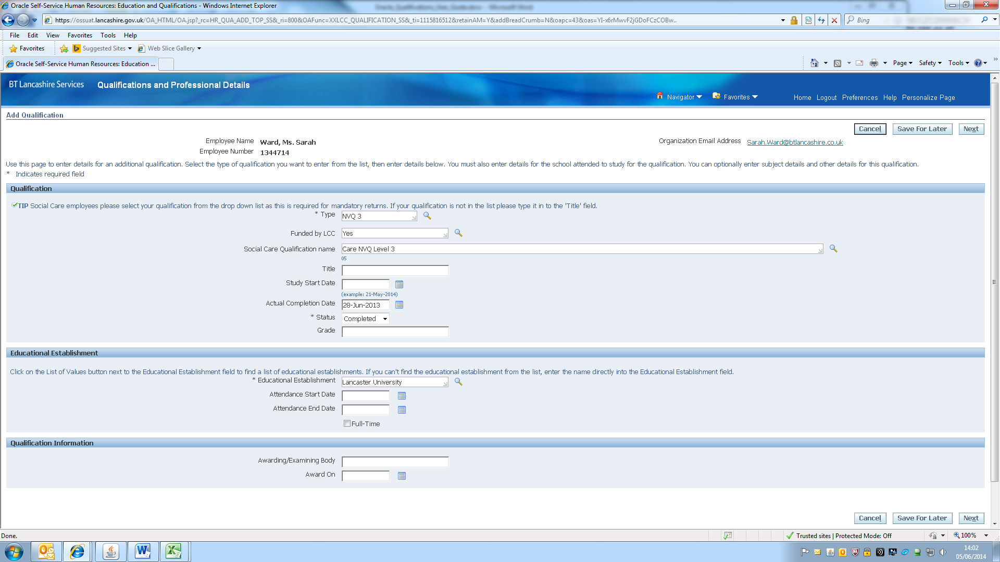 Oracle Self-Service Human Resources: Education and Qualifications - Windows Internet Explorer
https://ossuat.lancashire.gov.uk/OA_HTML/OA.jsp?_rc=HR_QUA_ADD_TOP_SS&_ri=800&OAFunc=XXLCC_QUALIFICATION_SS&_ti=1115816512&retainAM=Y&addBreadCrumb=N&oapc=43&oas=YI-x6rMwvF2jGDoFCzCOBw..
Bing
File Edit View Favorites Tools Help
Favorites Suggested Sites Web Slice Gallery
Oracle Self-Service Human Resources: Education ...
Page Safety Tools
BT Lancashire Services Qualifications and Professional Details
Navigator Favorites Home Logout Preferences Help Personalize Page
Add Qualification
Cancel Save For Later Next
Employee Name Ward, Ms. Sarah
Organization Email Address Sarah.Ward@btlancashire.co.uk
Employee Number 1344714
Use this page to enter details for an additional qualification. Select the type of qualification you want to enter from the list, then enter details below. You must also enter details for the school attended to study for the qualification. You can optionally enter subject details and other details for this qualification.
* Indicates required field
Qualification
TIP Social Care employees please select your qualification from the drop down list as this is required for mandatory returns. If your qualification is not in the list please type it in to the 'Title' field.
* Type NVQ 3
Funded by LCC Yes
Social Care Qualification name Care NVQ Level 3
05
Title
Study Start Date
(example: 21-May-2014)
Actual Completion Date 28-Jun-2013
* Status Completed
Grade
Educational Establishment
Click on the List of Values button next to the Educational Establishment field to find a list of educational establishments. If you can't find the educational establishment from the list, enter the name directly into the Educational Establishment field.
* Educational Establishment Lancaster University
Attendance Start Date
Attendance End Date
Full-Time
Qualification Information
Awarding/Examining Body
Award On
Cancel Save For Later Next
Done.
Trusted sites | Protected Mode: Off
100%
14:02
05/06/2014